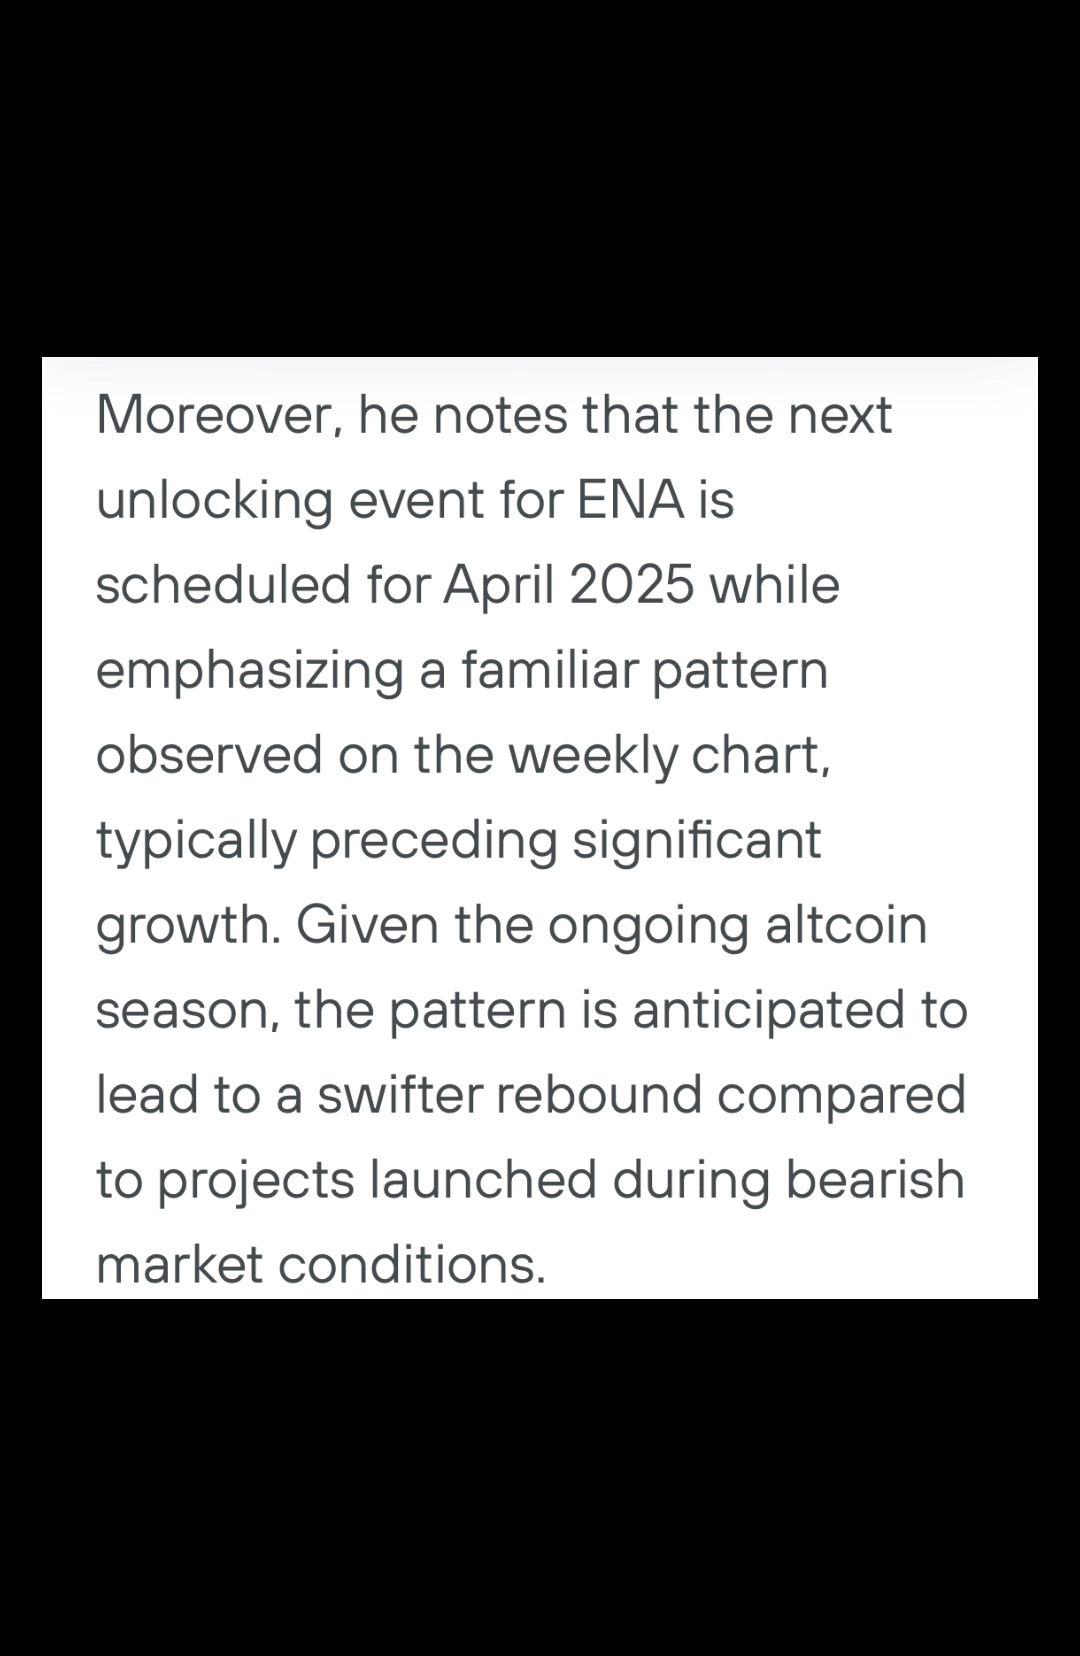 Moreover, he notes that the next
unlocking event for ENA is
scheduled for April 2025 while
emphasizing a familiar pattern
observed on the weekly chart,
typically preceding significant
growth. Given the ongoing altcoin
season, the pattern is anticipated to
lead to a swifter rebound compared
to projects launched during bearish
market conditions.